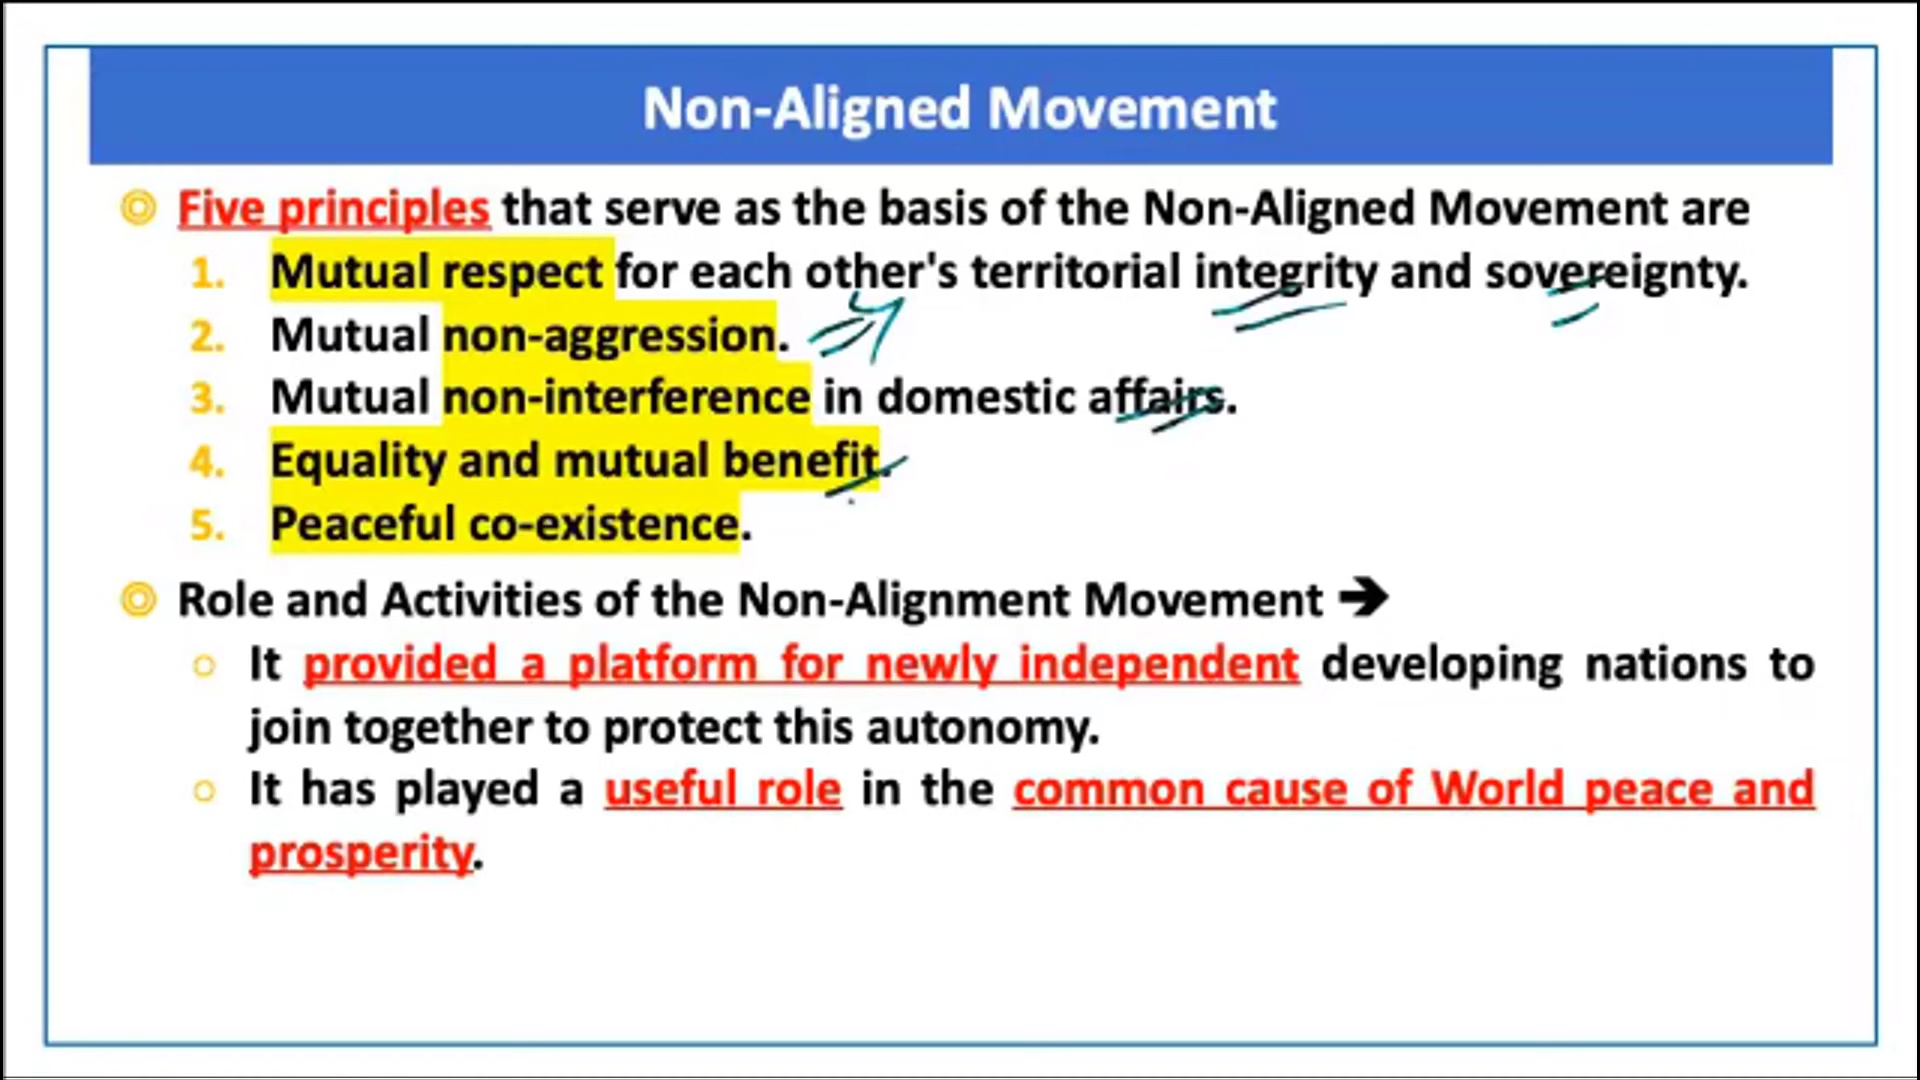 Non-Aligned Movement
Five principles that serve as the basis of the Non-Aligned Movement are
1. Mutual respect for each other's territorial integrity and sovereignty.
2. Mutual non-aggression.
3. Mutual non-interference in domestic affairs.
4. Equality and mutual benefit.
5. Peaceful co-existence.
Role and Activities of the Non-Alignment Movement ➔
It provided a platform for newly independent developing nations to
join together to protect this autonomy.
It has played a useful role in the common cause of World peace and
prosperity.